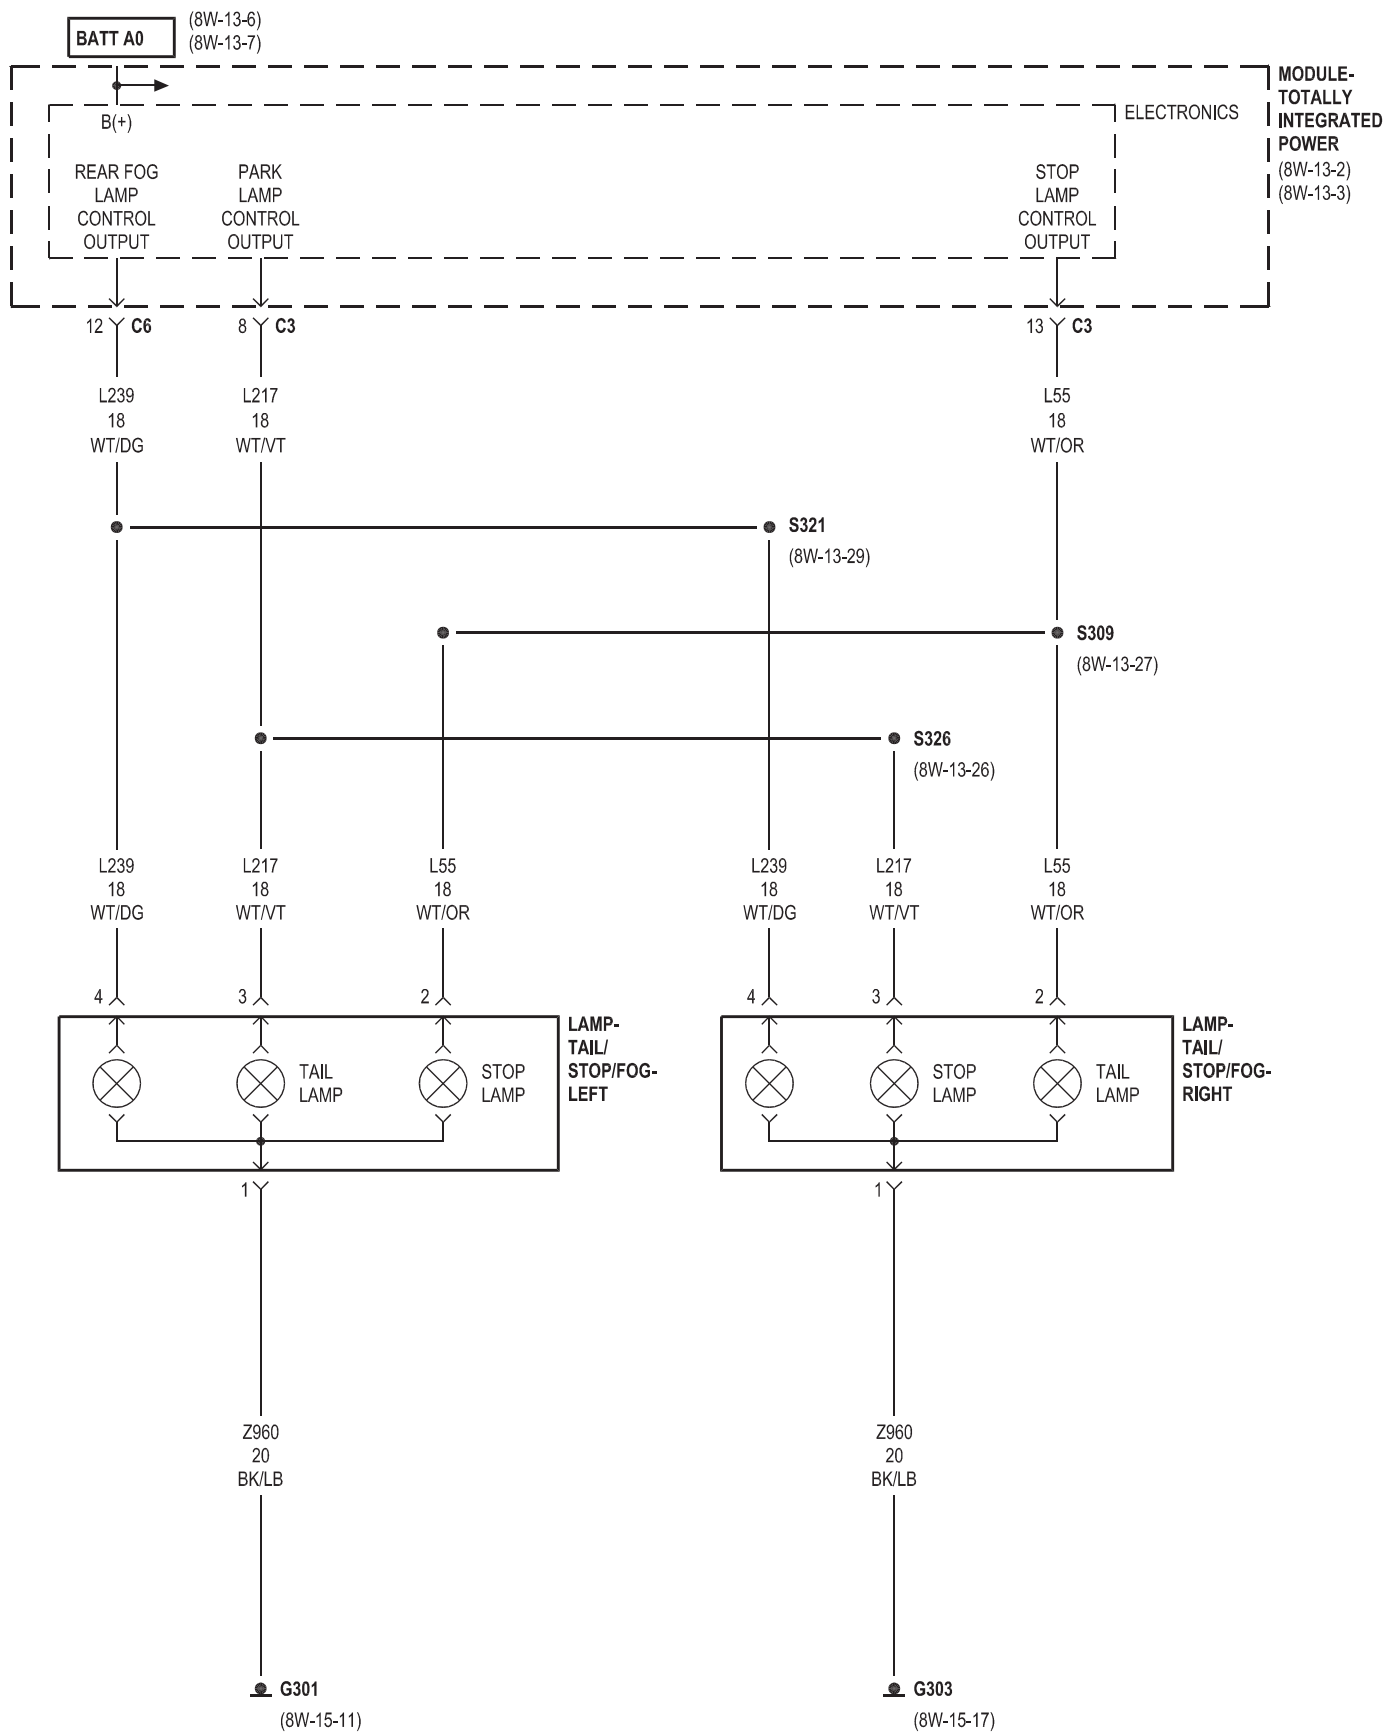 BATT A0
(8W-13-6)
(8W-13-7)
MODULE-
TOTALLY
INTEGRATED
POWER
(8W-13-2)
(8W-13-3)
ELECTRONICS
B(+)
REAR FOG
LAMP
CONTROL
OUTPUT
PARK
LAMP
CONTROL
OUTPUT
STOP
LAMP
CONTROL
OUTPUT
12 C6
8 C3
13 C3
L239
18
WT/DG
L217
18
WT/VT
L55
18
WT/OR
S321
(8W-13-29)
S309
(8W-13-27)
S326
(8W-13-26)
L239
18
WT/DG
L217
18
WT/VT
L55
18
WT/OR
L239
18
WT/DG
L217
18
WT/VT
L55
18
WT/OR
4
3
2
4
3
2
TAIL
LAMP
STOP
LAMP
LAMP-
TAIL/
STOP/FOG-
LEFT
STOP
LAMP
TAIL
LAMP
LAMP-
TAIL/
STOP/FOG-
RIGHT
1
1
Z960
20
BK/LB
Z960
20
BK/LB
G301
(8W-15-11)
G303
(8W-15-17)